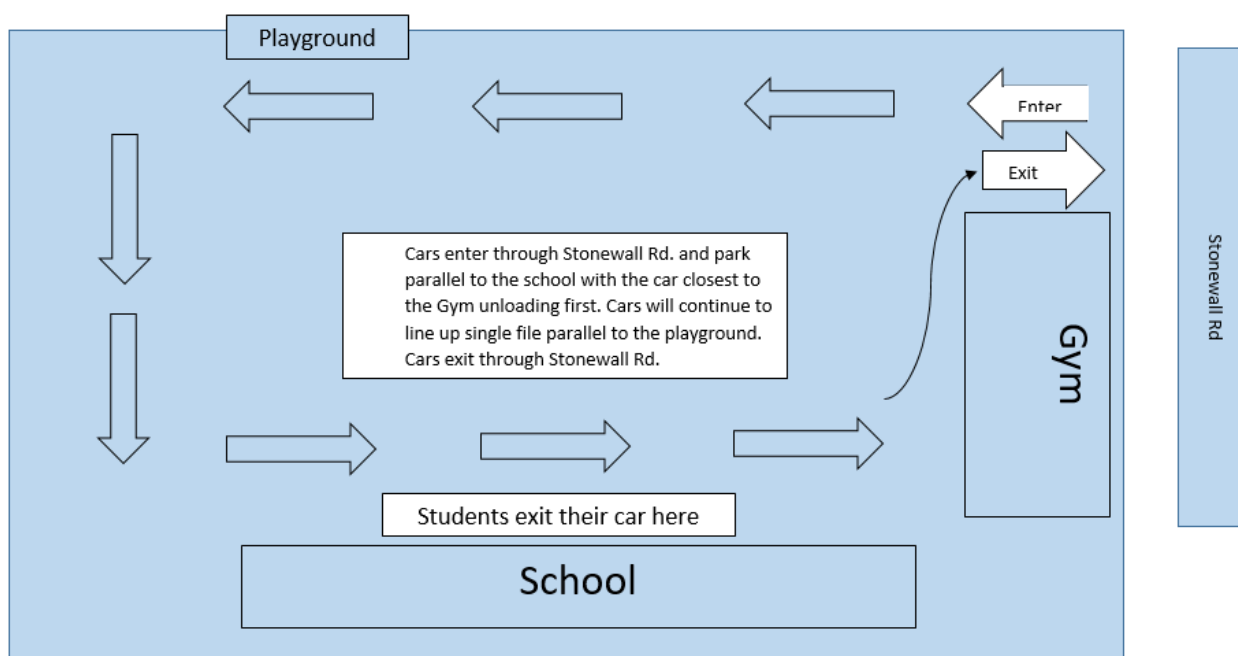 Playground
Enter
Exit
Cars enter through Stonewall Rd. and park
parallel to the school with the car closest to
the Gym unloading first. Cars will continue to
line up single file parallel to the playground.
Cars exit through Stonewall Rd.
Gym
Stonewall Rd
Students exit their car here
School